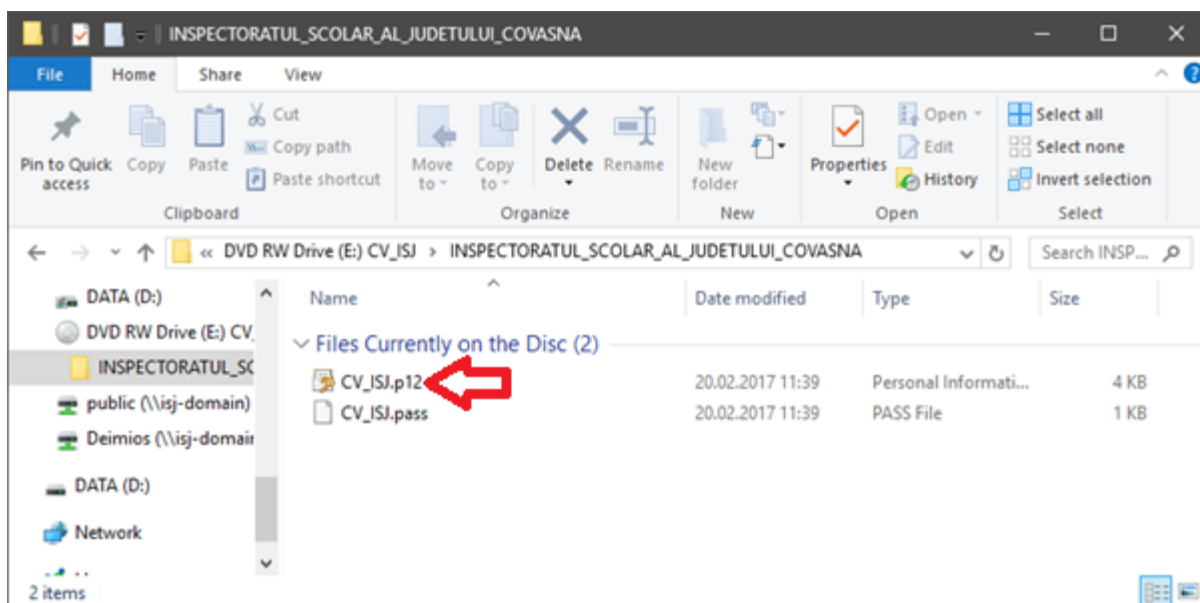 INSPECTORATUL_SCOLAR_AL_JUDETULUI_COVASNA
File Home Share View
Pin to Quick access
Copy
Paste
Cut
Copy path
Paste shortcut
Move to
Copy to
Delete
Rename
New folder
Properties
Open
Edit
History
Select all
Select none
Invert selection
Clipboard Organize New Open Select
« DVD RW Drive (E:) CV_ISJ > INSPECTORATUL_SCOLAR_AL_JUDETULUI_COVASNA
Search INSP...
DATA (D:)
DVD RW Drive (E:) CV_
INSPECTORATUL_SC
public (\\isj-domain)
Deimios (\\isj-domair
DATA (D:)
Network
Name Date modified Type Size
Files Currently on the Disc (2)
CV_ISJ.p12 20.02.2017 11:39 Personal Informati... 4 KB
CV_ISJ.pass 20.02.2017 11:39 PASS File 1 KB
2 items